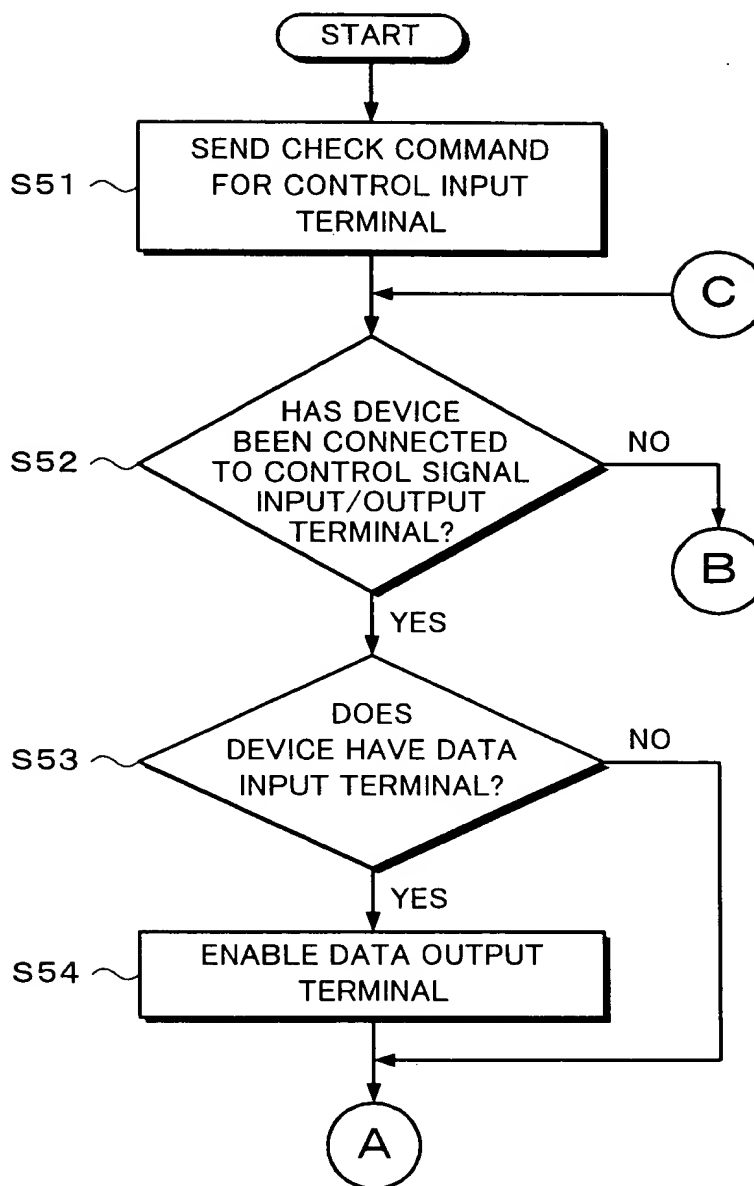 START
SEND CHECK COMMAND
FOR CONTROL INPUT
TERMINAL
S51
C
HAS DEVICE
BEEN CONNECTED
TO CONTROL SIGNAL
INPUT/OUTPUT
TERMINAL?
S52
NO
B
YES
DOES
DEVICE HAVE DATA
INPUT TERMINAL?
S53
NO
YES
ENABLE DATA OUTPUT
TERMINAL
S54
A